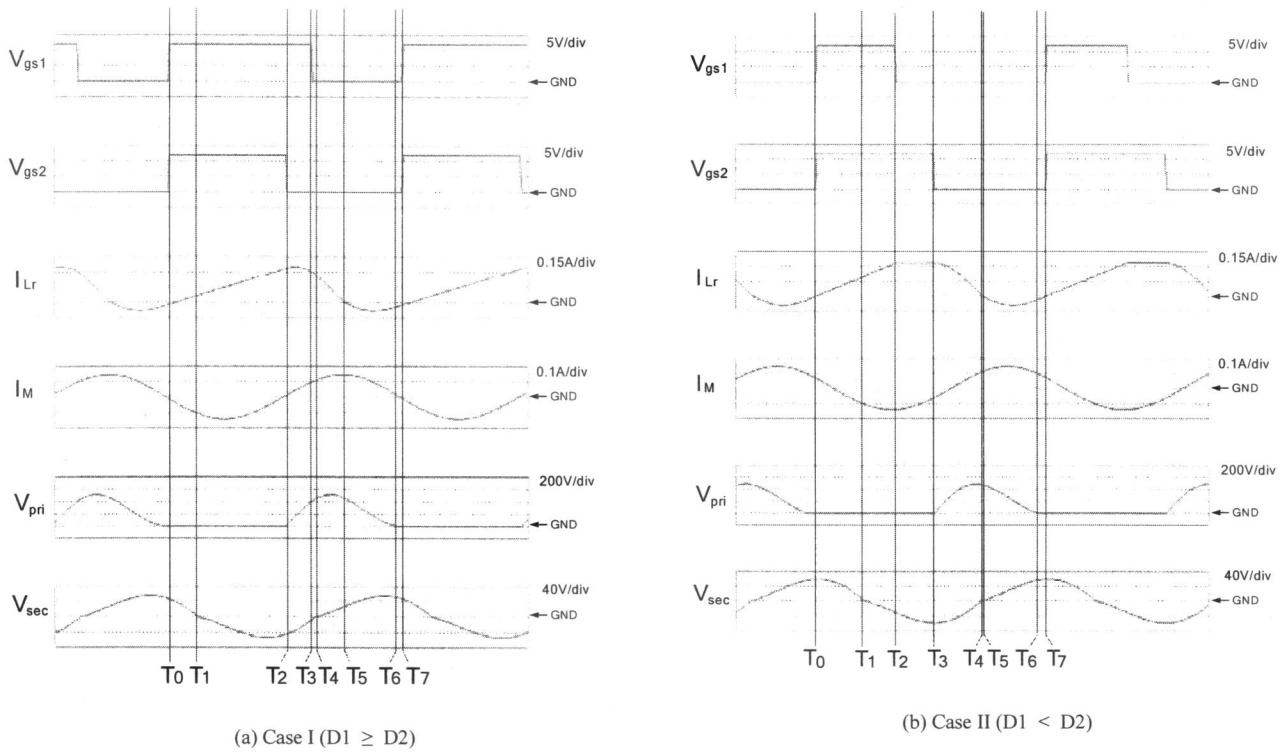 Vgs1
5V/div
GND
Vgs2
5V/div
GND
ILr
0.15A/div
GND
IM
0.1A/div
GND
Vpri
200V/div
GND
Vsec
40V/div
GND
T0 T1 T2 T3 T4 T5 T6 T7
(a) Case I (D1 ≥ D2)
Vgs1
5V/div
GND
Vgs2
5V/div
GND
ILr
0.15A/div
GND
IM
0.1A/div
GND
Vpri
200V/div
GND
Vsec
40V/div
GND
T0 T1 T2 T3 T4 T5 T6 T7
(b) Case II (D1 < D2)